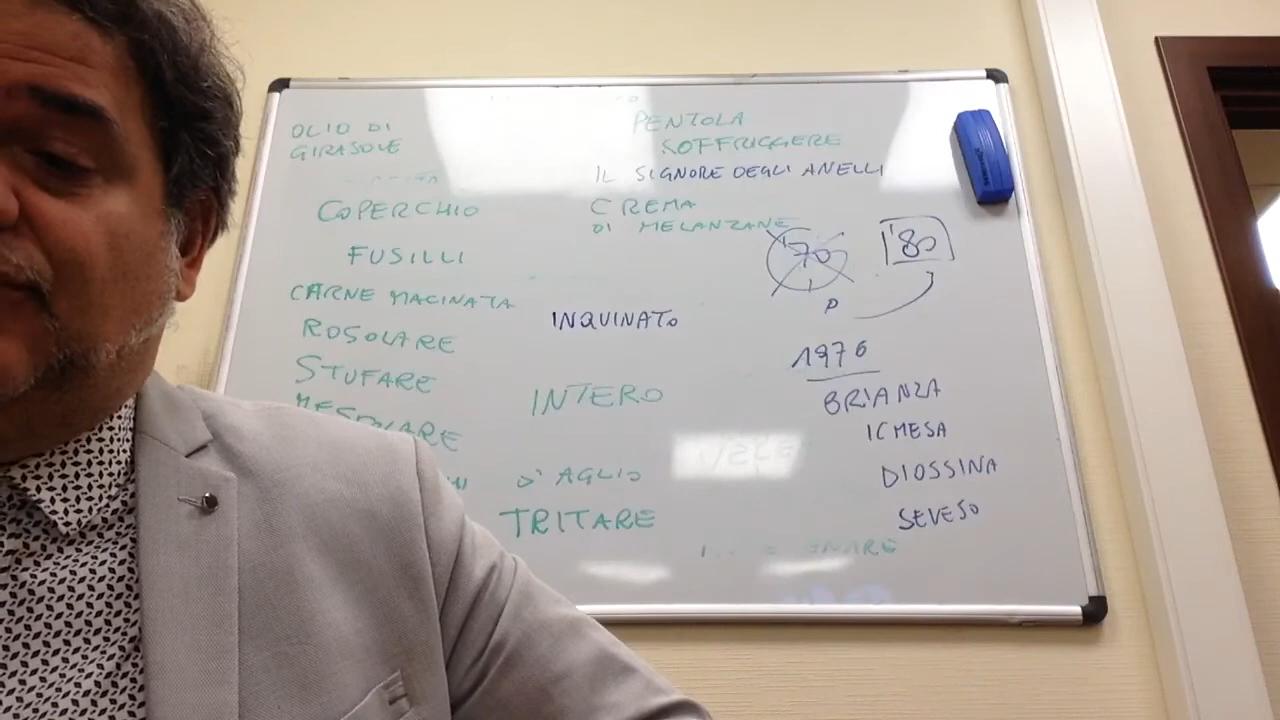 OLIO DI
GIRASOLE
COPERCHIO
FUSILLI
CARNE MACINATA
ROSOLARE
STUFARE
MESCOLARE
PENTOLA
SOFFRIGGERE
IL SIGNORE DEGLI ANELLI
CREMA
DI MELANZANE
INQUINATO
INTERO
D'AGLIO
TRITARE
'70
'80
P
1976
BRIANZA
ICMESA
DIOSSINA
SEVESO